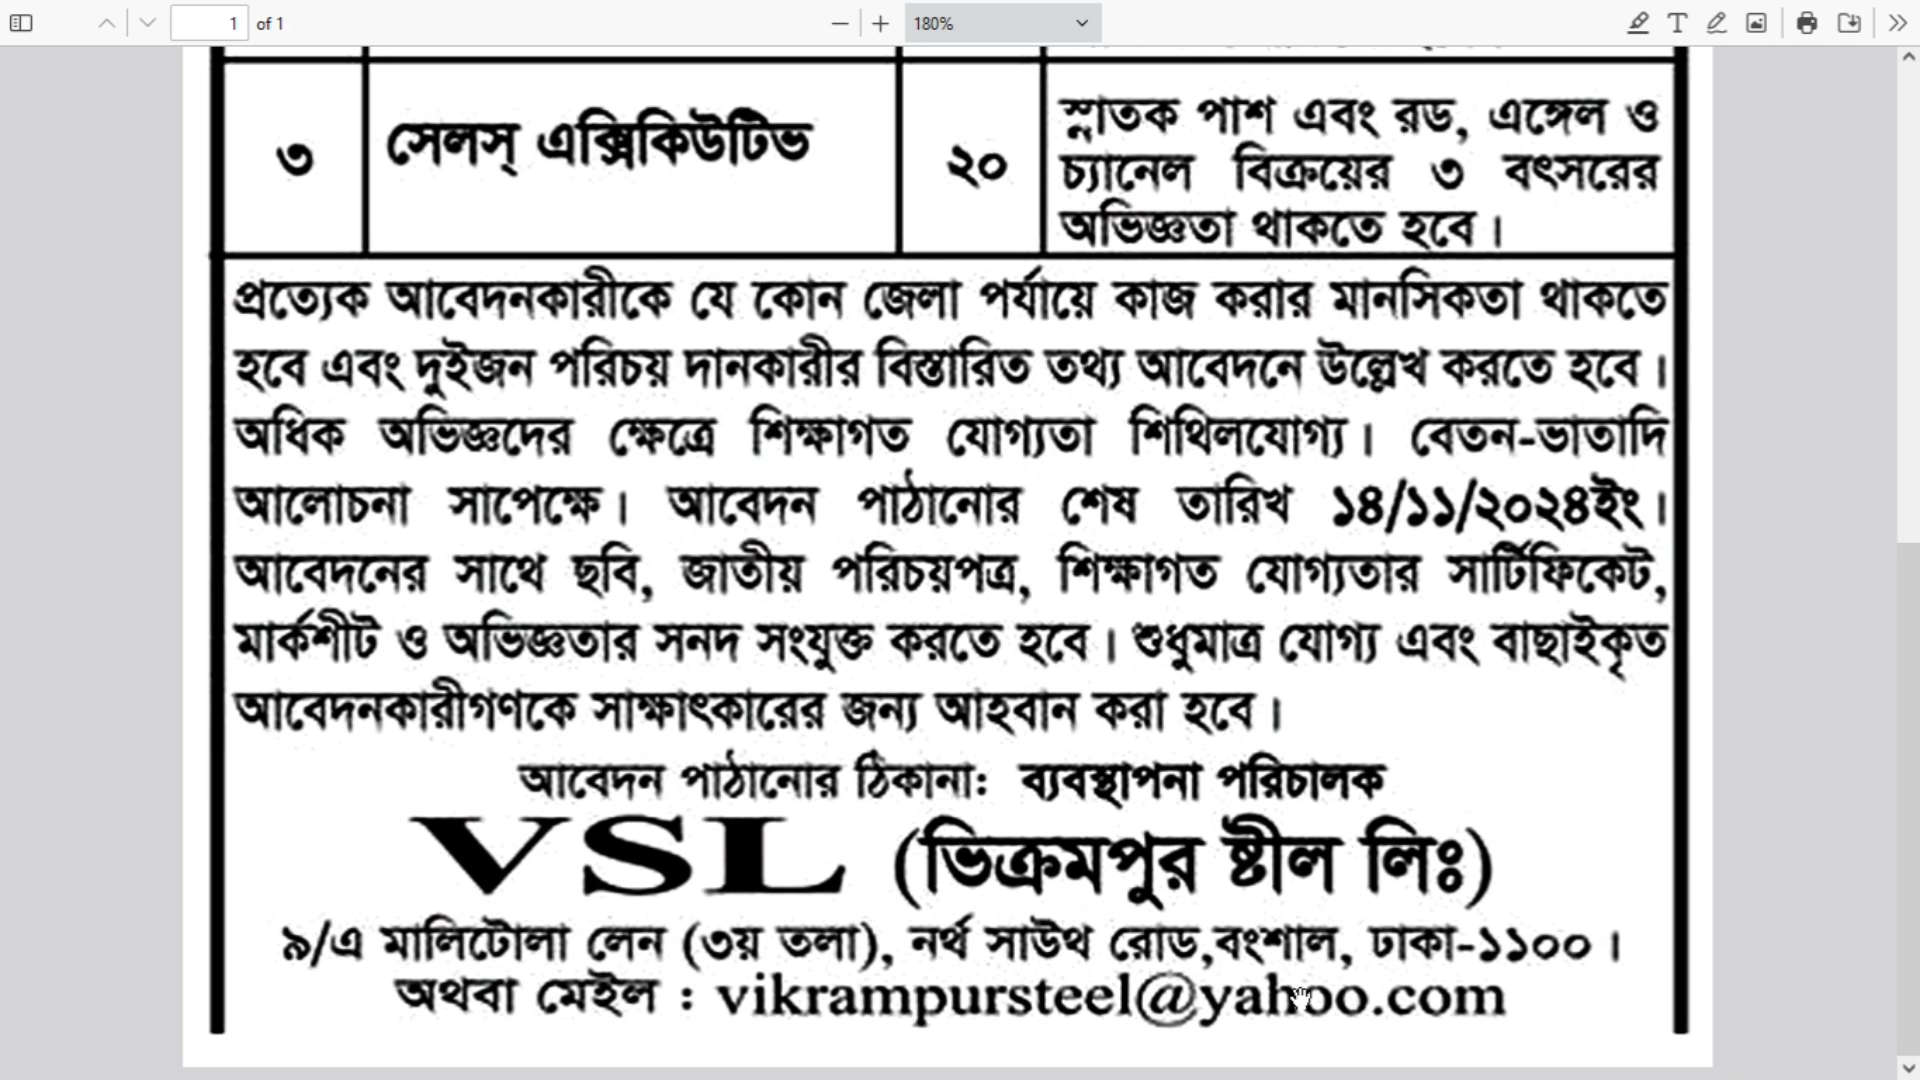 1 of 1 180%
৩ সেলস্ এক্সিকিউটিভ ২০ স্নাতক পাশ এবং রড, এঙ্গেল ও
চ্যানেল বিক্রয়ের ৩ বৎসরের
অভিজ্ঞতা থাকতে হবে।
প্রত্যেক আবেদনকারীকে যে কোন জেলা পর্যায়ে কাজ করার মানসিকতা থাকতে
হবে এবং দুইজন পরিচয় দানকারীর বিস্তারিত তথ্য আবেদনে উল্লেখ করতে হবে।
অধিক অভিজ্ঞদের ক্ষেত্রে শিক্ষাগত যোগ্যতা শিথিলযোগ্য। বেতন-ভাতাদি
আলোচনা সাপেক্ষে। আবেদন পাঠানোর শেষ তারিখ ১৪/১১/২০২৪ইং।
আবেদনের সাথে ছবি, জাতীয় পরিচয়পত্র, শিক্ষাগত যোগ্যতার সার্টিফিকেট,
মার্কশীট ও অভিজ্ঞতার সনদ সংযুক্ত করতে হবে। শুধুমাত্র যোগ্য এবং বাছাইকৃত
আবেদনকারীগণকে সাক্ষাৎকারের জন্য আহবান করা হবে।
আবেদন পাঠানোর ঠিকানা: ব্যবস্থাপনা পরিচালক
VSL (ভিক্রমপুর ষ্টীল লিঃ)
৯/এ মালিটোলা লেন (৩য় তলা), নর্থ সাউথ রোড,বংশাল, ঢাকা-১১০০।
অথবা মেইল : vikrampursteel@yahoo.com